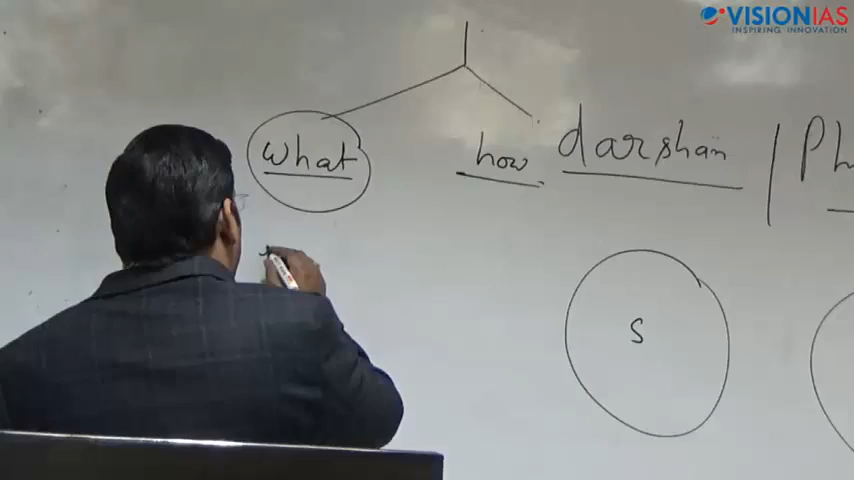 VISIONIAS
INSPIRING INNOVATION
what how darshan | Ph
S